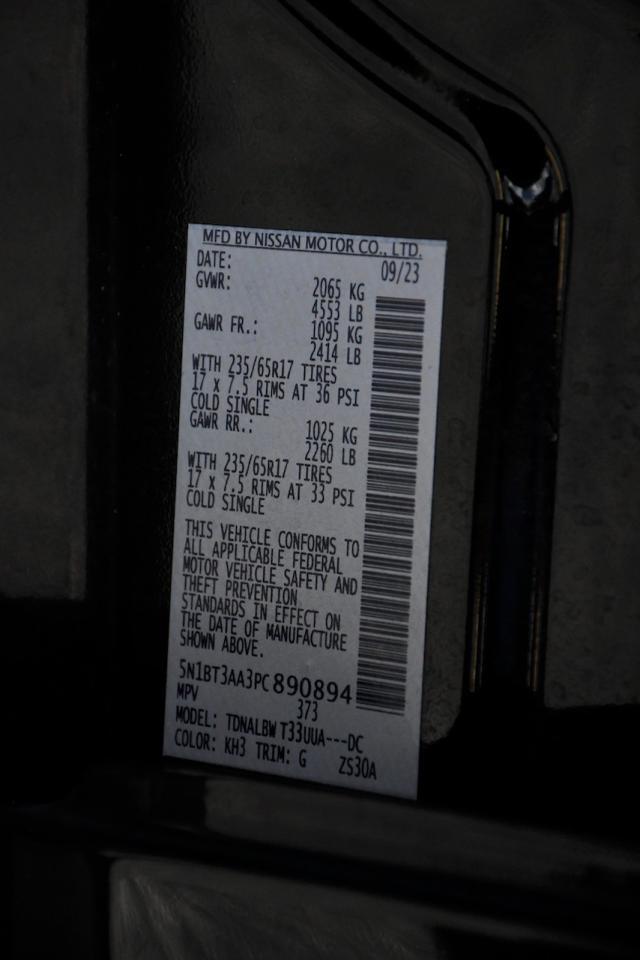 MFD BY NISSAN MOTOR CO., LTD.
DATE: 09/23
GVWR: 2065 KG
4553 LB
GAWR FR.: 1095 KG
2414 LB
WITH 235/65R17 TIRES
17 x 7.5 RIMS AT 36 PSI
COLD SINGLE
GAWR RR.: 1025 KG
2260 LB
WITH 235/65R17 TIRES
17 x 7.5 RIMS AT 33 PSI
COLD SINGLE
THIS VEHICLE CONFORMS TO
ALL APPLICABLE FEDERAL
MOTOR VEHICLE SAFETY AND
THEFT PREVENTION
STANDARDS IN EFFECT ON
THE DATE OF MANUFACTURE
SHOWN ABOVE.
5N1BT3AA3PC890894
MPV 373
MODEL: TDNALBW T33UUA---DC
COLOR: KH3 TRIM: G ZS30A